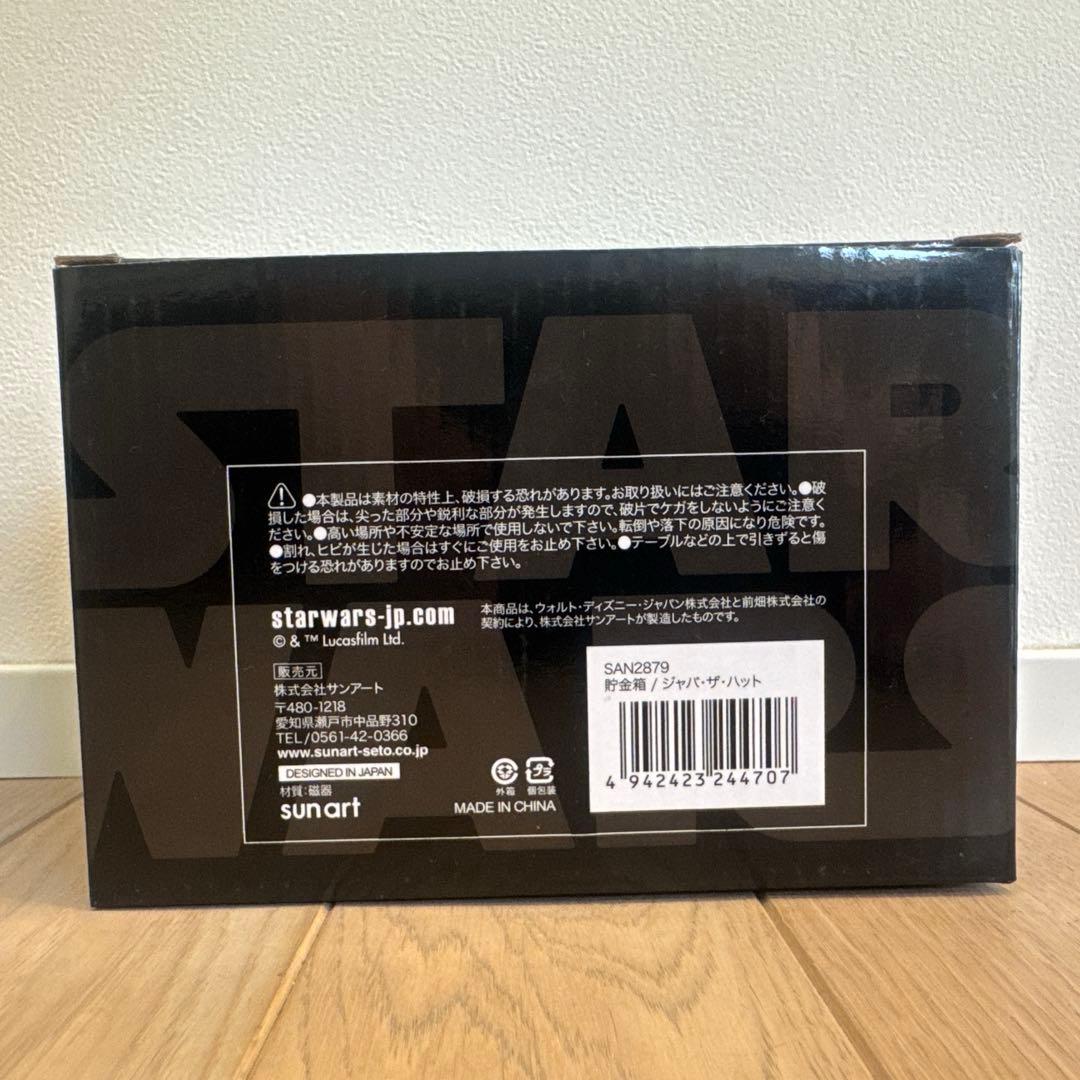 STAR
WARS
●本製品は素材の特性上、破損する恐れがあります。お取り扱いにはご注意ください。●破
損した場合は、尖った部分や鋭利な部分が発生しますので、破片でケガをしないようにご注意く
ださい。●高い場所や不安定な場所で使用しないで下さい。転倒や落下の原因になり危険です。
●割れ、ヒビが生じた場合はすぐにご使用をお止め下さい。●テーブルなどの上で引きずると傷
をつける恐れがありますのでお止め下さい。
starwars-jp.com
© & ™ Lucasfilm Ltd.
本商品は、ウォルト・ディズニー・ジャパン株式会社と前畑株式会社の
契約により、株式会社サンアートが製造したものです。
販売元
株式会社サンアート
〒480-1218
愛知県瀬戸市中品野310
TEL/0561-42-0366
www.sunart-seto.co.jp
DESIGNED IN JAPAN
材質：磁器
sunart
外箱
プラ
個包装
MADE IN CHINA
SAN2879
貯金箱 / ジャバ・ザ・ハット
4 942423 244707